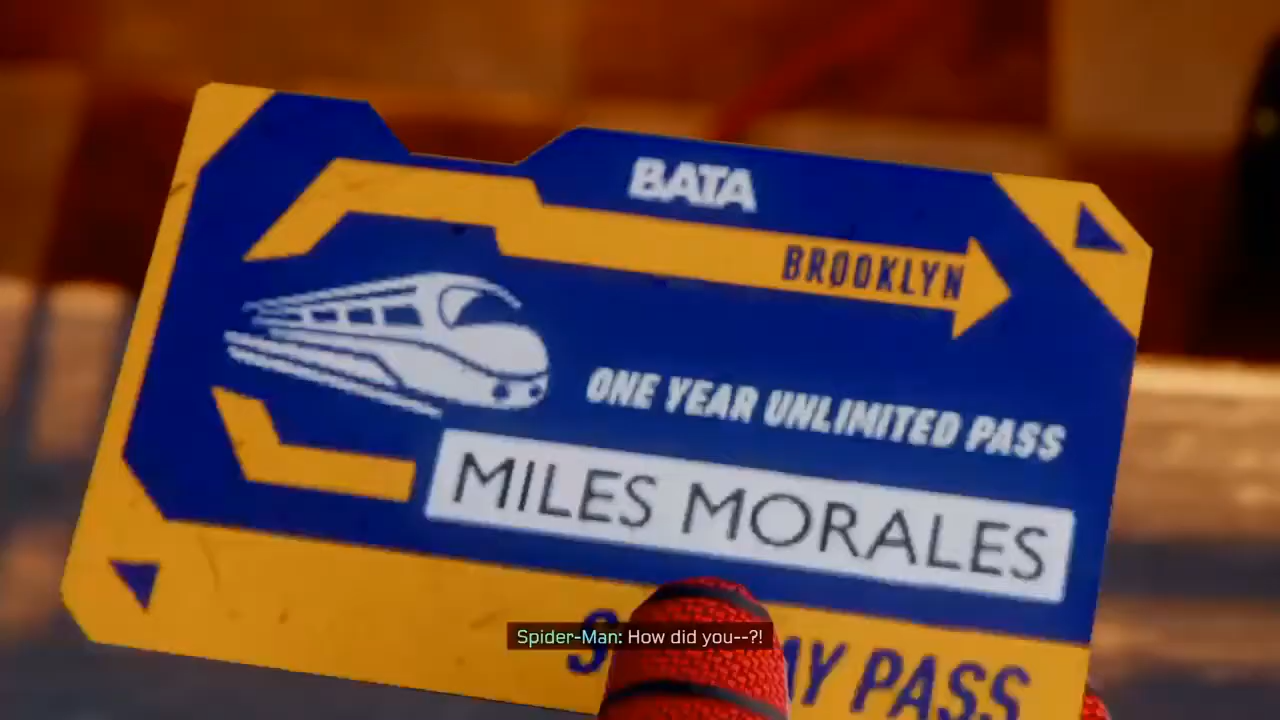 BATA
BROOKLYN
ONE YEAR UNLIMITED PASS
MILES MORALES
PASS
Spider-Man: How did you--?!